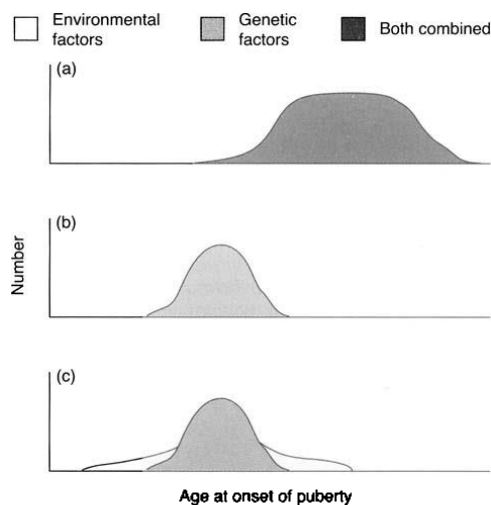 Environmental
factors
Genetic
factors
Both combined
(a)
(b)
(c)
Number
Age at onset of puberty